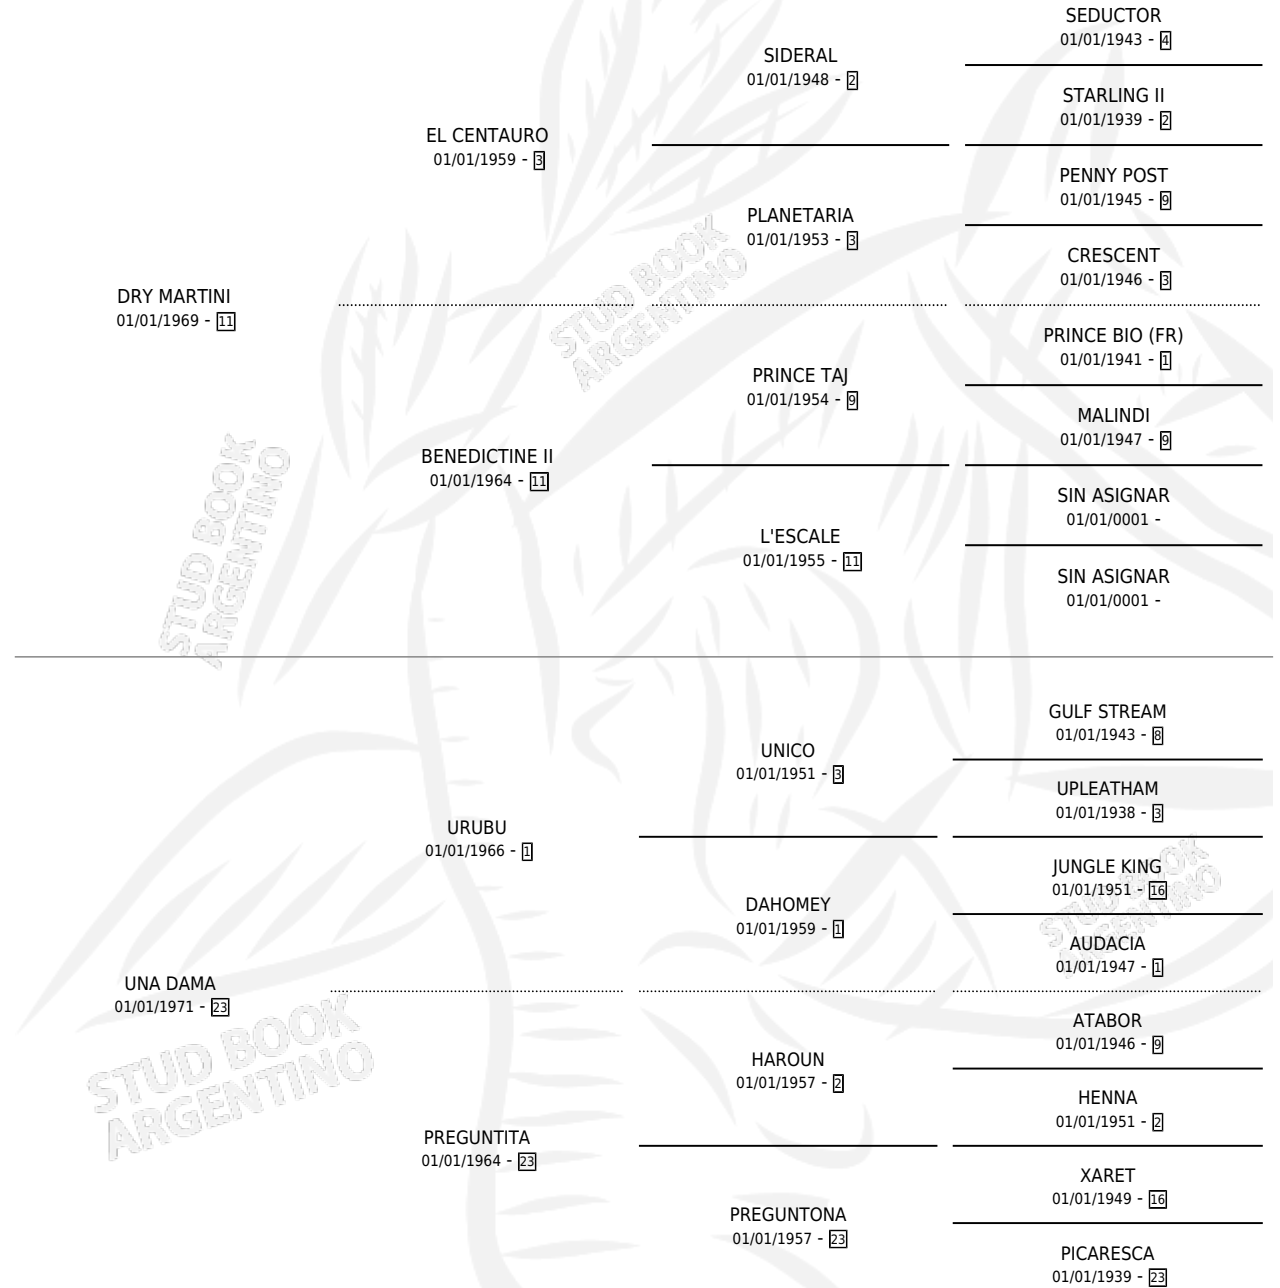 SEDUCTOR
01/01/1943 - 4
SIDERAL
01/01/1948 - 2
STARLING II
01/01/1939 - 2
EL CENTAURO
01/01/1959 - 3
PENNY POST
01/01/1945 - 9
PLANETARIA
01/01/1953 - 3
CRESCENT
01/01/1946 - 3
DRY MARTINI
01/01/1969 - 11
PRINCE BIO (FR)
01/01/1941 - 1
PRINCE TAJ
01/01/1954 - 9
MALINDI
01/01/1947 - 9
BENEDICTINE II
01/01/1964 - 11
SIN ASIGNAR
01/01/0001 -
L'ESCALE
01/01/1955 - 11
SIN ASIGNAR
01/01/0001 -
GULF STREAM
01/01/1943 - 8
UNICO
01/01/1951 - 3
UPLEATHAM
01/01/1938 - 3
URUBU
01/01/1966 - 1
JUNGLE KING
01/01/1951 - 16
DAHOMEY
01/01/1959 - 1
AUDACIA
01/01/1947 - 1
UNA DAMA
01/01/1971 - 23
ATABOR
01/01/1946 - 9
HAROUN
01/01/1957 - 2
HENNA
01/01/1951 - 2
PREGUNTITA
01/01/1964 - 23
XARET
01/01/1949 - 16
PREGUNTONA
01/01/1957 - 23
PICARESCA
01/01/1939 - 23
STUD BOOK
ARGENTINO
STUD BOOK
ARGENTINO
STUD BOOK
ARGENTINO
STUD BOOK
ARGENTINO